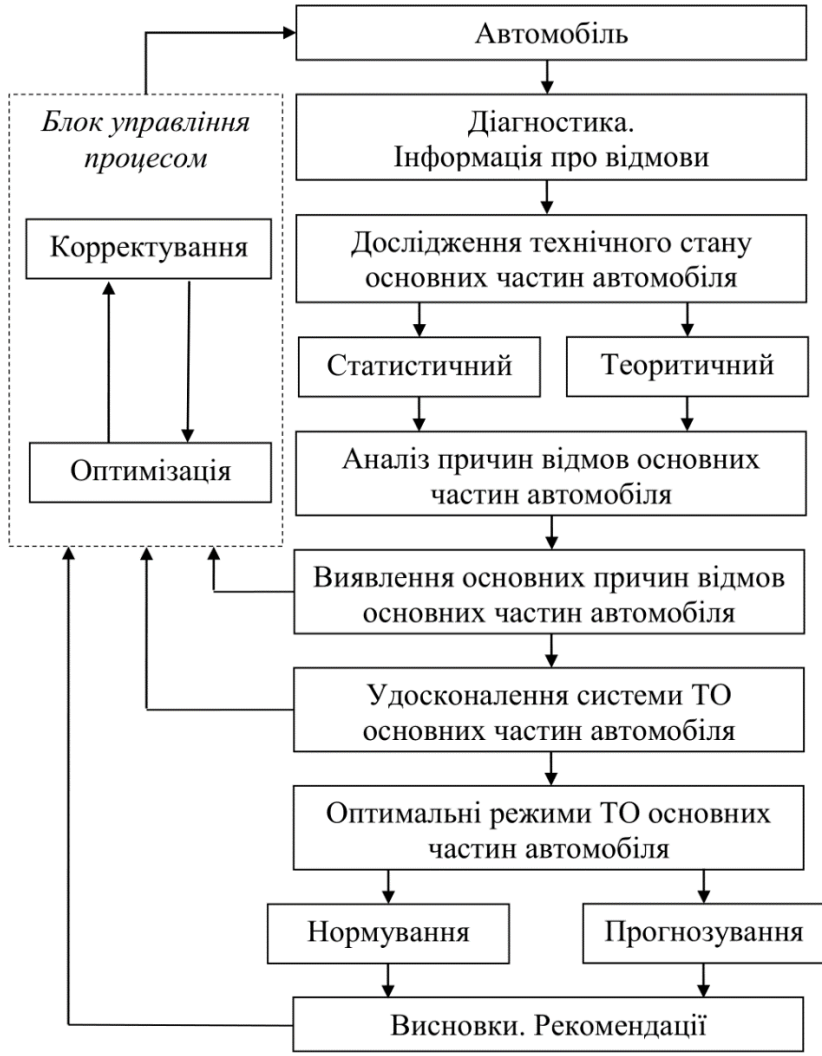 Автомобіль
Блок управління
процесом
Діагностика.
Інформація про відмови
Корректування
Дослідження технічного стану
основних частин автомобіля
Статистичний
Теоритичний
Оптимізація
Аналіз причин відмов основних
частин автомобіля
Виявлення основних причин відмов
основних частин автомобіля
Удосконалення системи ТО
основних частин автомобіля
Оптимальні режими ТО основних
частин автомобіля
Нормування
Прогнозування
Висновки. Рекомендації